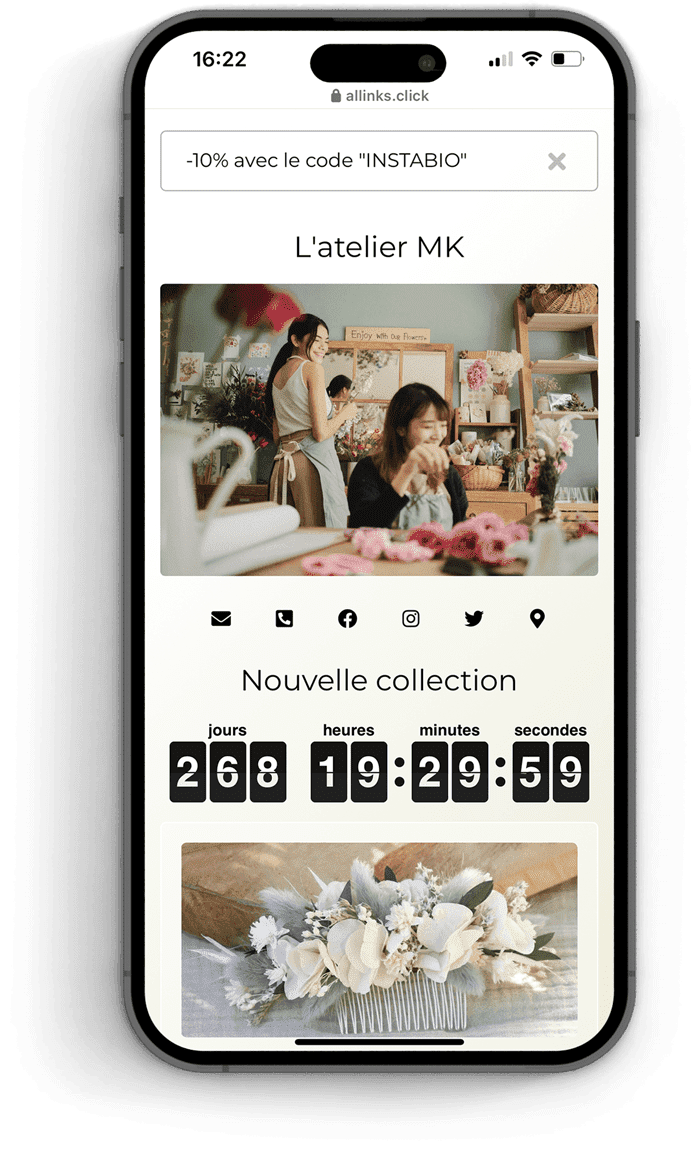 16:22
allinks.click
-10% avec le code "INSTABIO"
L'atelier MK
Enjoy with our Flowers
Nouvelle collection
jours heures minutes secondes
268 19:29:59